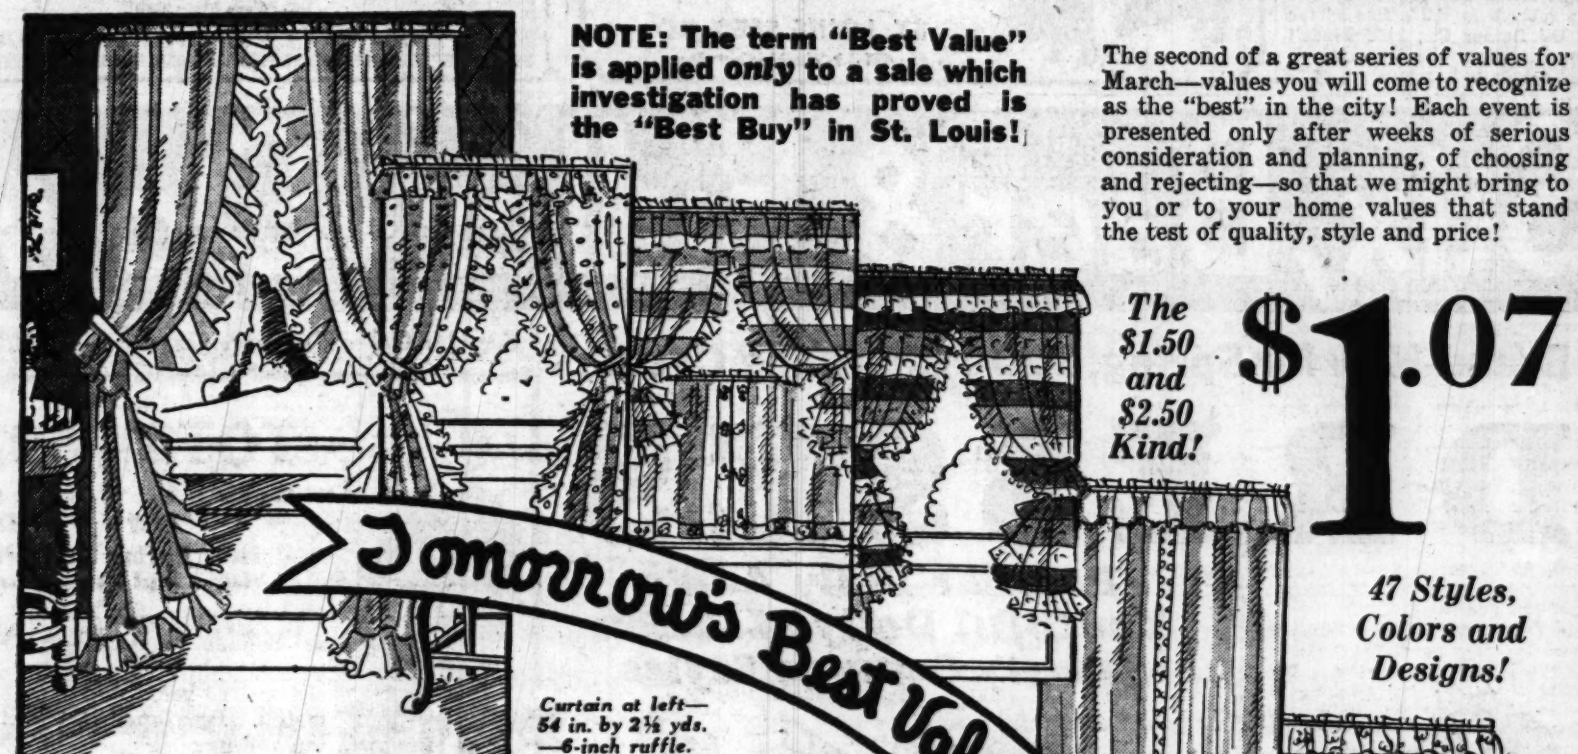 NOTE: The term “Best Value”
is applied only to a sale which
investigation has proved is
the “Best Buy” in St. Louis!
The second of a great series of values for
March—values you will come to recognize
as the “best” in the city! Each event is
presented only after weeks of serious
consideration and planning, of choosing
and rejecting—so that we might bring to
you or to your home values that stand
the test of quality, style and price!
The
$1.50
and
$2.50
Kind!
$1.07
47 Styles,
Colors and
Designs!
Tomorrow's Best Val
Curtain at left—
54 in. by 2½ yds.
—6-inch ruffle.